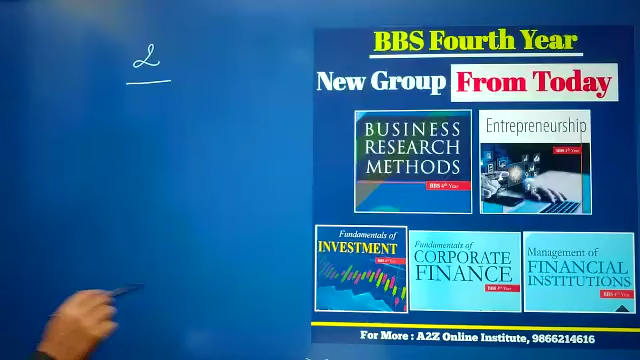 2
BBS Fourth Year
New Group From Today
BUSINESS
RESEARCH
METHODS
BBS 4th Year
Entrepreneurship
BBS 4th Year
Fundamentals of
INVESTMENT
BBS 4th Year
Fundamentals of
CORPORATE
FINANCE
BBS 4th Year
Management of
FINANCIAL
INSTITUTIONS
BBS 4th Year
For More : A2Z Online Institute, 9866214616